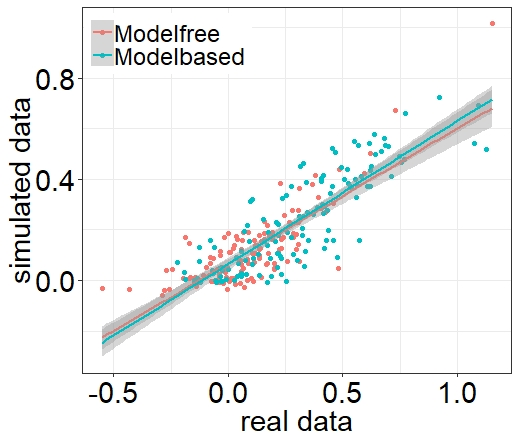 Modelfree
Modelbased
simulated data
0.8
0.4
0.0
-0.5 0.0 0.5 1.0
real data